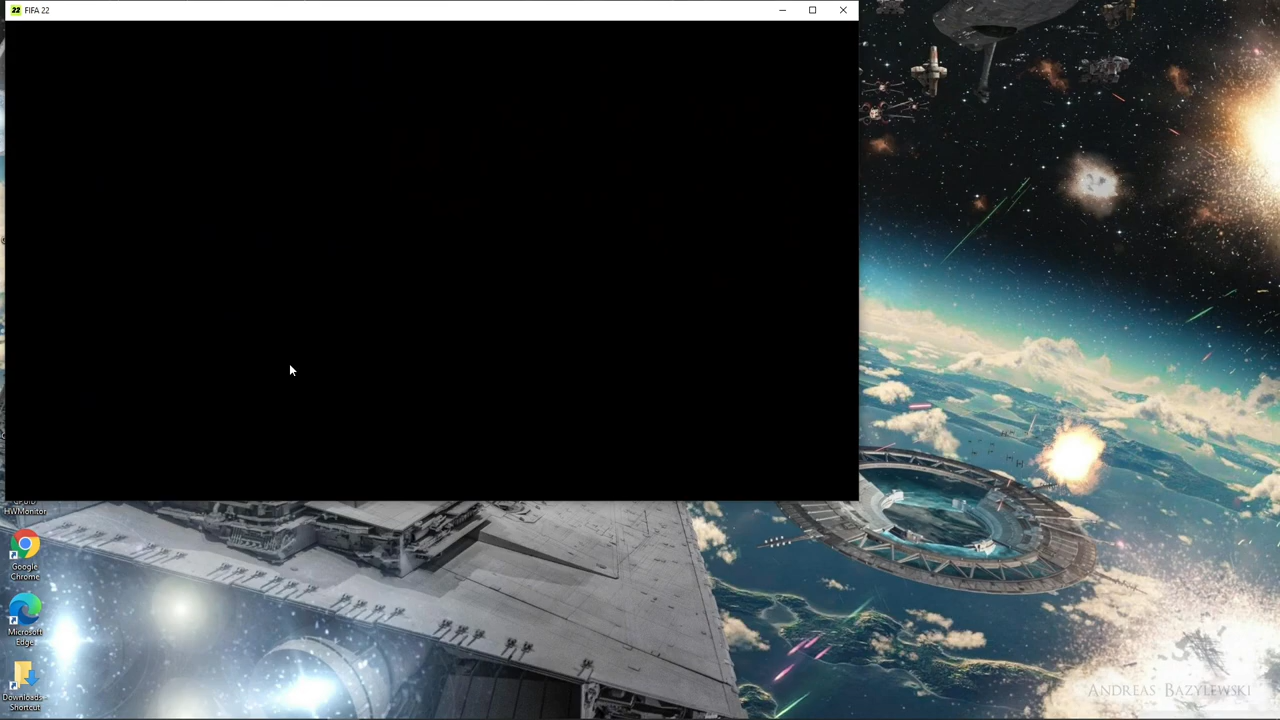 22 FIFA 22
HWMonitor
Google
Chrome
Microsoft
Edge
Downloads -
Shortcut
ANDREAS BAZYLEWSKI